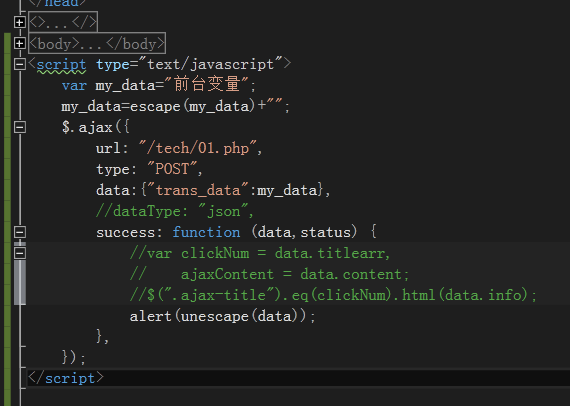 </head>
<>...</>
<body>...</body>
<script type="text/javascript">
var my_data="前台变量";
my_data=escape(my_data)+"";
$.ajax({
url: "/tech/01.php",
type: "POST",
data:{"trans_data":my_data},
//dataType: "json",
success: function (data,status) {
//var clickNum = data.titlearr,
//    ajaxContent = data.content;
//$(".ajax-title").eq(clickNum).html(data.info);
alert(unescape(data));
},
});
</script>